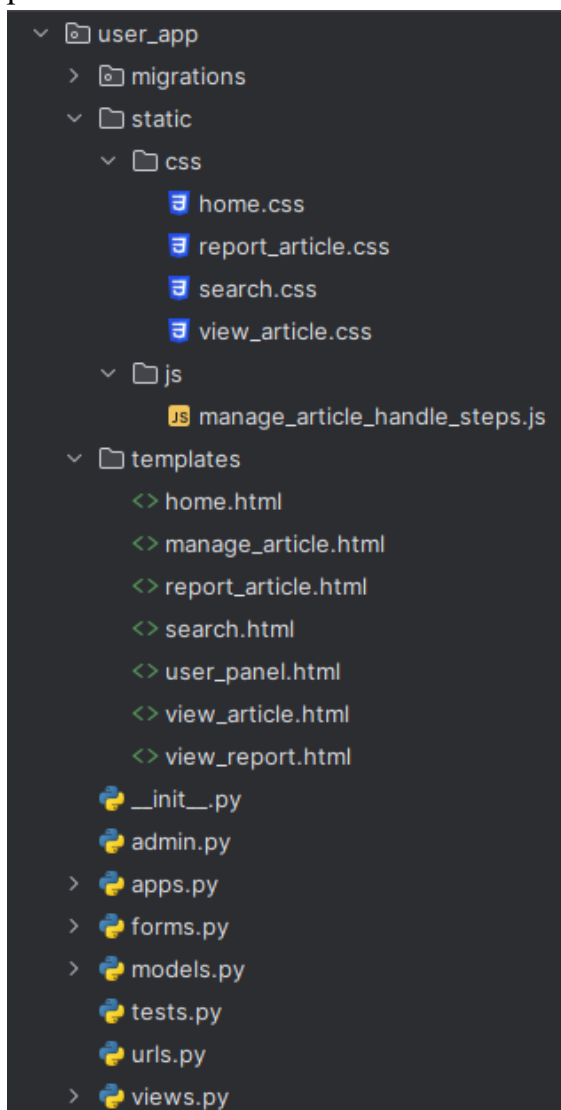 user_app
migrations
static
css
home.css
report_article.css
search.css
view_article.css
js
JS manage_article_handle_steps.js
templates
<> home.html
<> manage_article.html
<> report_article.html
<> search.html
<> user_panel.html
<> view_article.html
<> view_report.html
__init__.py
admin.py
apps.py
forms.py
models.py
tests.py
urls.py
views.py